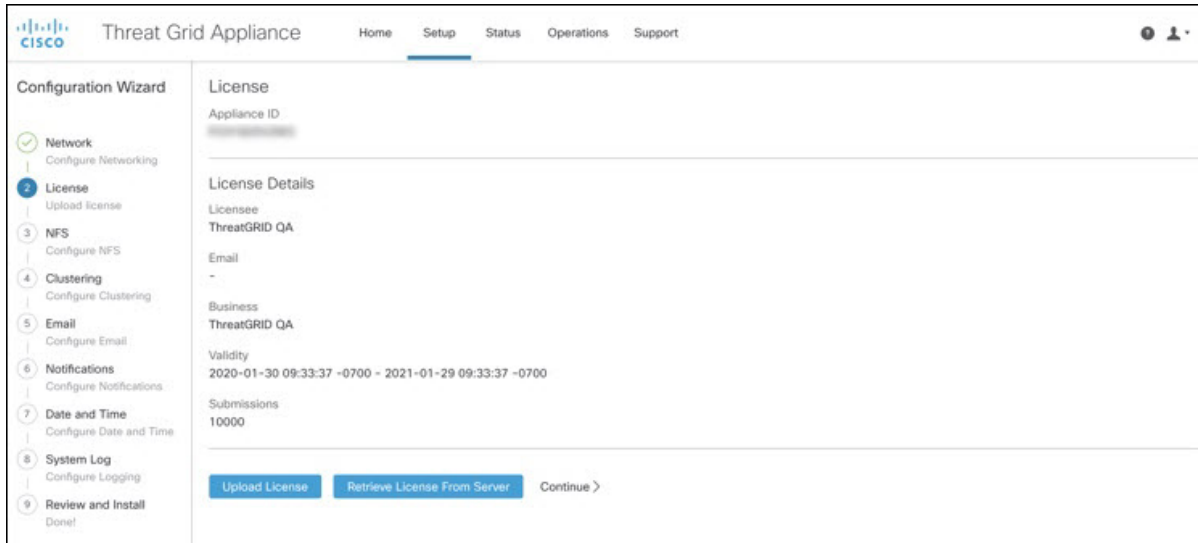 CISCO
Threat Grid Appliance
Home
Setup
Status
Operations
Support
?
Configuration Wizard
Network
Configure Networking
2
License
Upload license
3
NFS
Configure NFS
4
Clustering
Configure Clustering
5
Email
Configure Email
6
Notifications
Configure Notifications
7
Date and Time
Configure Date and Time
8
System Log
Configure Logging
9
Review and Install
Done!
License
Appliance ID
License Details
Licensee
ThreatGRID QA
Email
-
Business
ThreatGRID QA
Validity
2020-01-30 09:33:37 -0700 - 2021-01-29 09:33:37 -0700
Submissions
10000
Upload License
Retrieve License From Server
Continue >